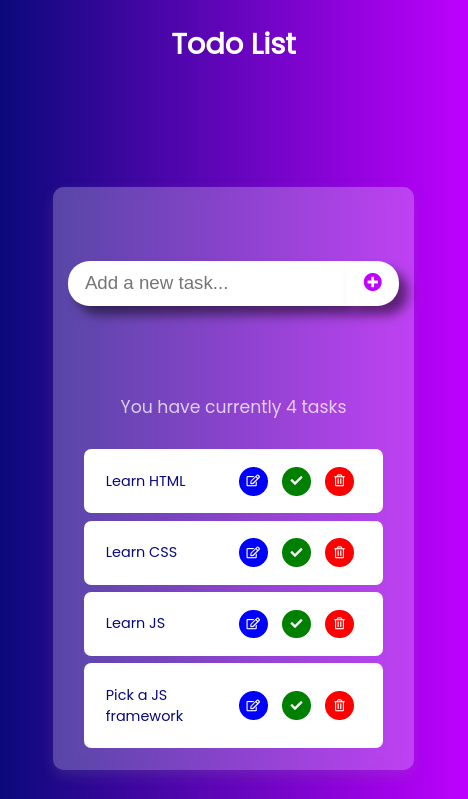 Todo List
Add a new task...
You have currently 4 tasks
Learn HTML
Learn CSS
Learn JS
Pick a JS
framework